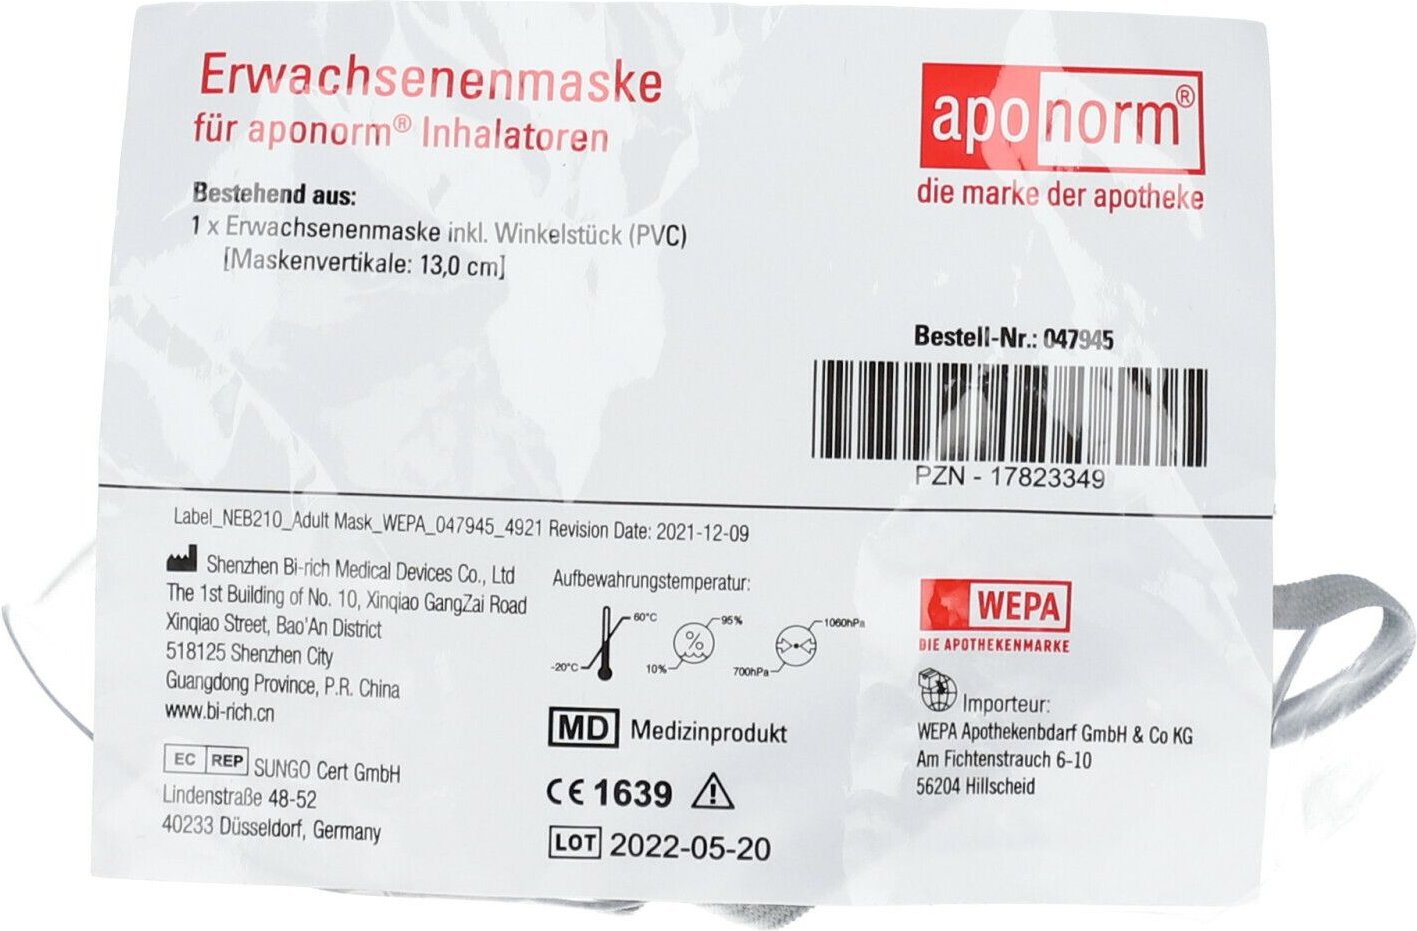 Erwachsenenmaske
für aponorm® Inhalatoren
Bestehend aus:
1 x Erwachsenenmaske inkl. Winkelstück (PVC)
[Maskenvertikale: 13,0 cm]
aponorm®
die marke der apotheke
Bestell-Nr.: 047945
PZN - 17823349
Label_NEB210_Adult Mask_WEPA_047945_4921 Revision Date: 2021-12-09
Shenzhen Bi-rich Medical Devices Co., Ltd
The 1st Building of No. 10, Xinqiao GangZai Road
Xinqiao Street, Bao'An District
518125 Shenzhen City
Guangdong Province, P.R. China
www.bi-rich.cn
EC REP SUNGO Cert GmbH
Lindenstraße 48-52
40233 Düsseldorf, Germany
Aufbewahrungstemperatur:
-20°C 60°C
10% % 95%
700hPa 1060hPa
MD Medizinprodukt
CE 1639
LOT 2022-05-20
WEPA
DIE APOTHEKENMARKE
Importeur:
WEPA Apothekenbdarf GmbH & Co KG
Am Fichtenstrauch 6-10
56204 Hillscheid